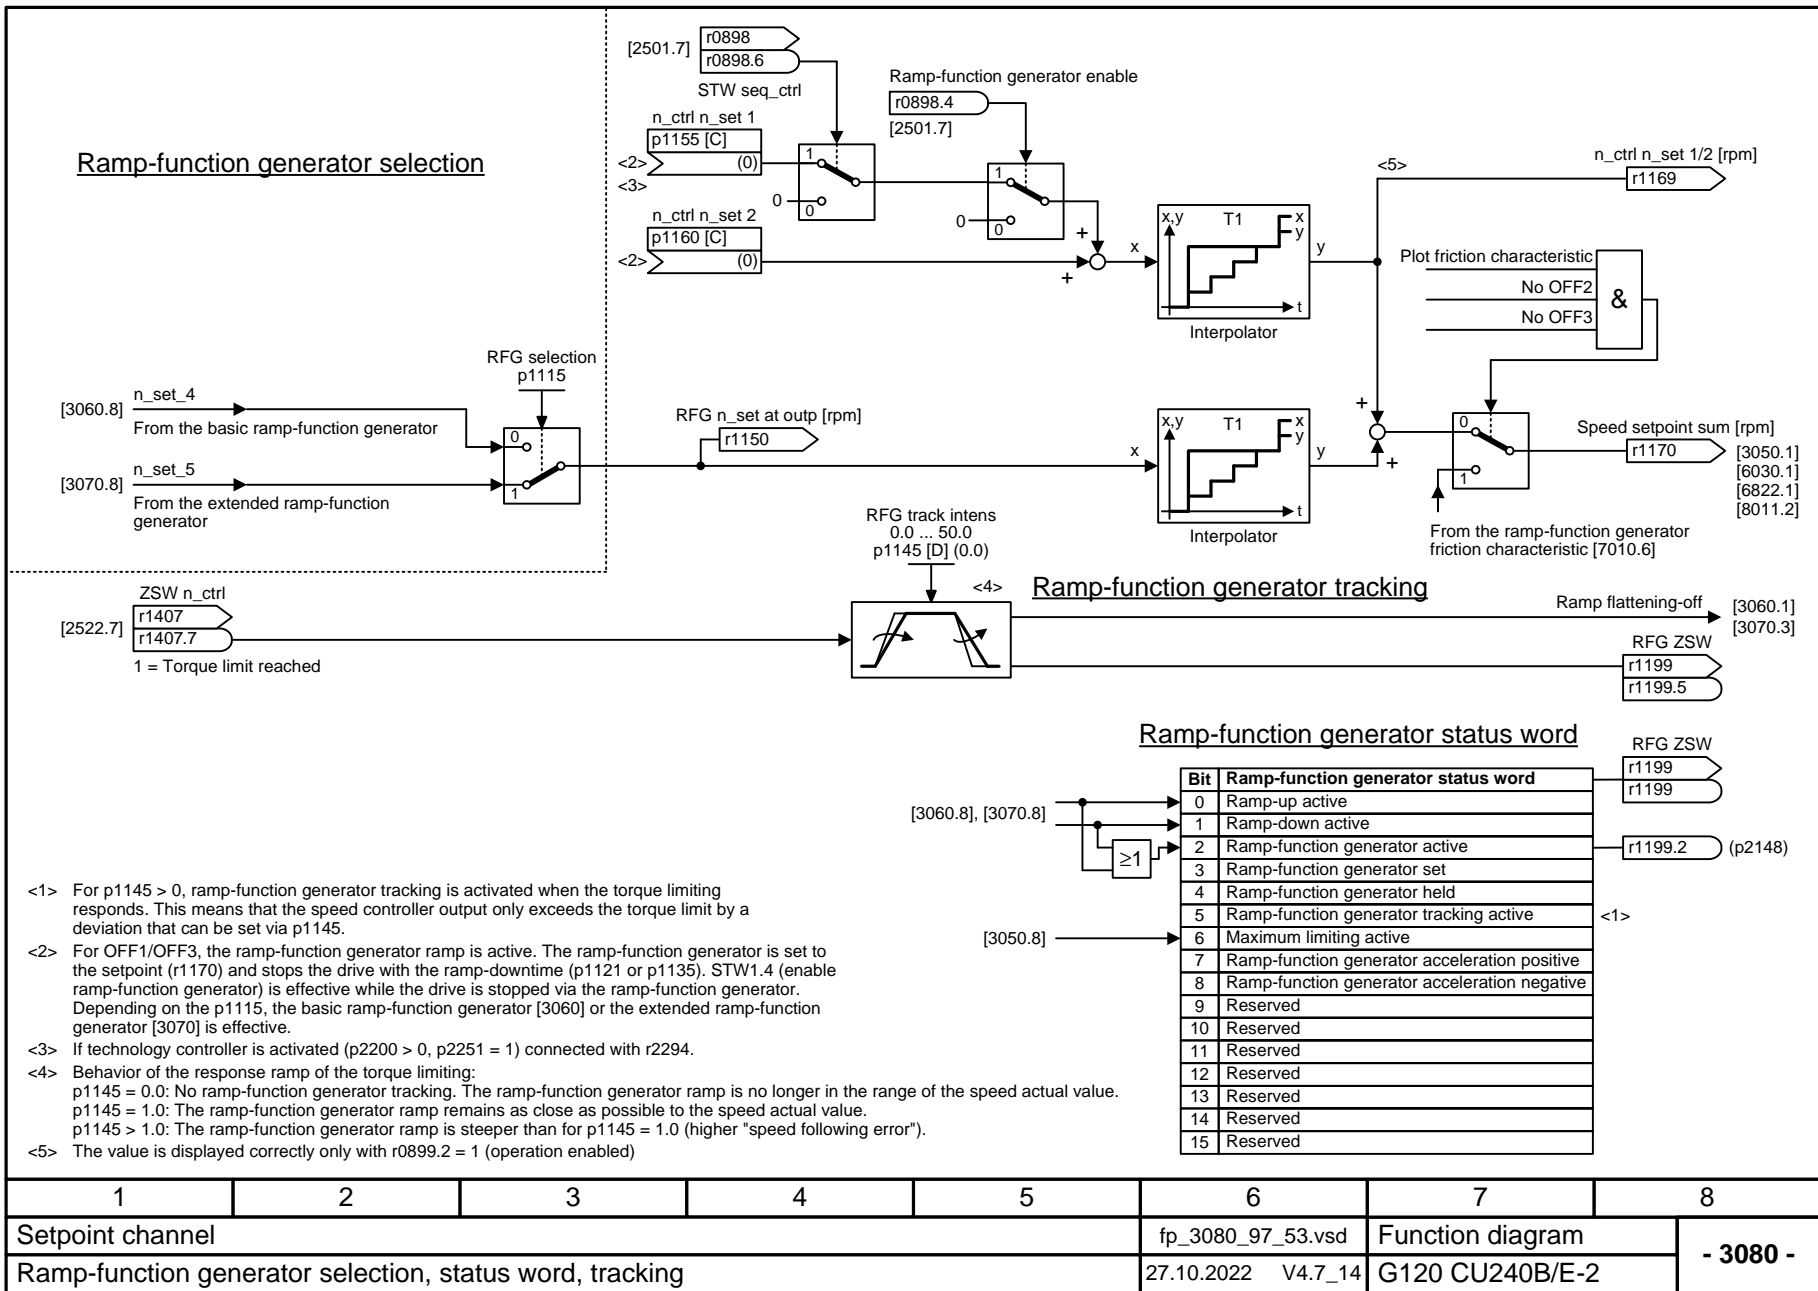 [2501.7]
r0898
r0898.6
STW seq_ctrl
Ramp-function generator enable
r0898.4
[2501.7]
n_ctrl n_set 1
p1155 [C]
<2>
(0)
<3>
1
0
0
1
0
0
n_ctrl n_set 2
p1160 [C]
<2>
(0)
+
+
x
x,y
T1
x
y
t
Interpolator
y
<5>
n_ctrl n_set 1/2 [rpm]
r1169
Plot friction characteristic
No OFF2
No OFF3
&
Ramp-function generator selection
RFG selection
p1115
[3060.8]
n_set_4
From the basic ramp-function generator
0
[3070.8]
n_set_5
From the extended ramp-function
generator
1
RFG n_set at outp [rpm]
r1150
x
x,y
T1
x
y
t
Interpolator
y
+
+
0
1
Speed setpoint sum [rpm]
r1170
[3050.1]
[6030.1]
[6822.1]
[8011.2]
From the ramp-function generator
friction characteristic [7010.6]
RFG track intens
0.0 ... 50.0
p1145 [D] (0.0)
<4>
Ramp-function generator tracking
ZSW n_ctrl
r1407
r1407.7
[2522.7]
1 = Torque limit reached
Ramp flattening-off
[3060.1]
[3070.3]
RFG ZSW
r1199
r1199.5
Ramp-function generator status word
RFG ZSW
r1199
r1199
[3060.8], [3070.8]
≥1
[3050.8]
Bit Ramp-function generator status word
0 Ramp-up active
1 Ramp-down active
2 Ramp-function generator active
r1199.2
(p2148)
3 Ramp-function generator set
4 Ramp-function generator held
5 Ramp-function generator tracking active
<1>
6 Maximum limiting active
7 Ramp-function generator acceleration positive
8 Ramp-function generator acceleration negative
9 Reserved
10 Reserved
11 Reserved
12 Reserved
13 Reserved
14 Reserved
15 Reserved
<1> For p1145 > 0, ramp-function generator tracking is activated when the torque limiting
responds. This means that the speed controller output only exceeds the torque limit by a
deviation that can be set via p1145.
<2> For OFF1/OFF3, the ramp-function generator ramp is active. The ramp-function generator is set to
the setpoint (r1170) and stops the drive with the ramp-downtime (p1121 or p1135). STW1.4 (enable
ramp-function generator) is effective while the drive is stopped via the ramp-function generator.
Depending on the p1115, the basic ramp-function generator [3060] or the extended ramp-function
generator [3070] is effective.
<3> If technology controller is activated (p2200 > 0, p2251 = 1) connected with r2294.
<4> Behavior of the response ramp of the torque limiting:
p1145 = 0.0: No ramp-function generator tracking. The ramp-function generator ramp is no longer in the range of the speed actual value.
p1145 = 1.0: The ramp-function generator ramp remains as close as possible to the speed actual value.
p1145 > 1.0: The ramp-function generator ramp is steeper than for p1145 = 1.0 (higher "speed following error").
<5> The value is displayed correctly only with r0899.2 = 1 (operation enabled)
1 2 3 4 5 6 7 8
Setpoint channel
fp_3080_97_53.vsd
Function diagram
- 3080 -
Ramp-function generator selection, status word, tracking
27.10.2022 V4.7_14
G120 CU240B/E-2